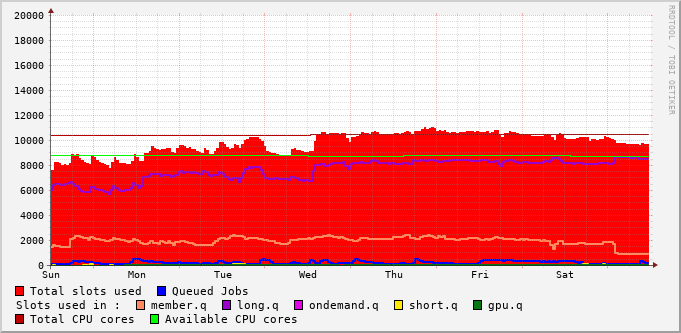 RRDTOOL / TOBI OETIKER
20000
18000
16000
14000
12000
10000
8000
6000
4000
2000
0
Sun Mon Tue Wed Thu Fri Sat
Total slots used Queued Jobs
Slots used in : member.q long.q ondemand.q short.q gpu.q
Total CPU cores Available CPU cores